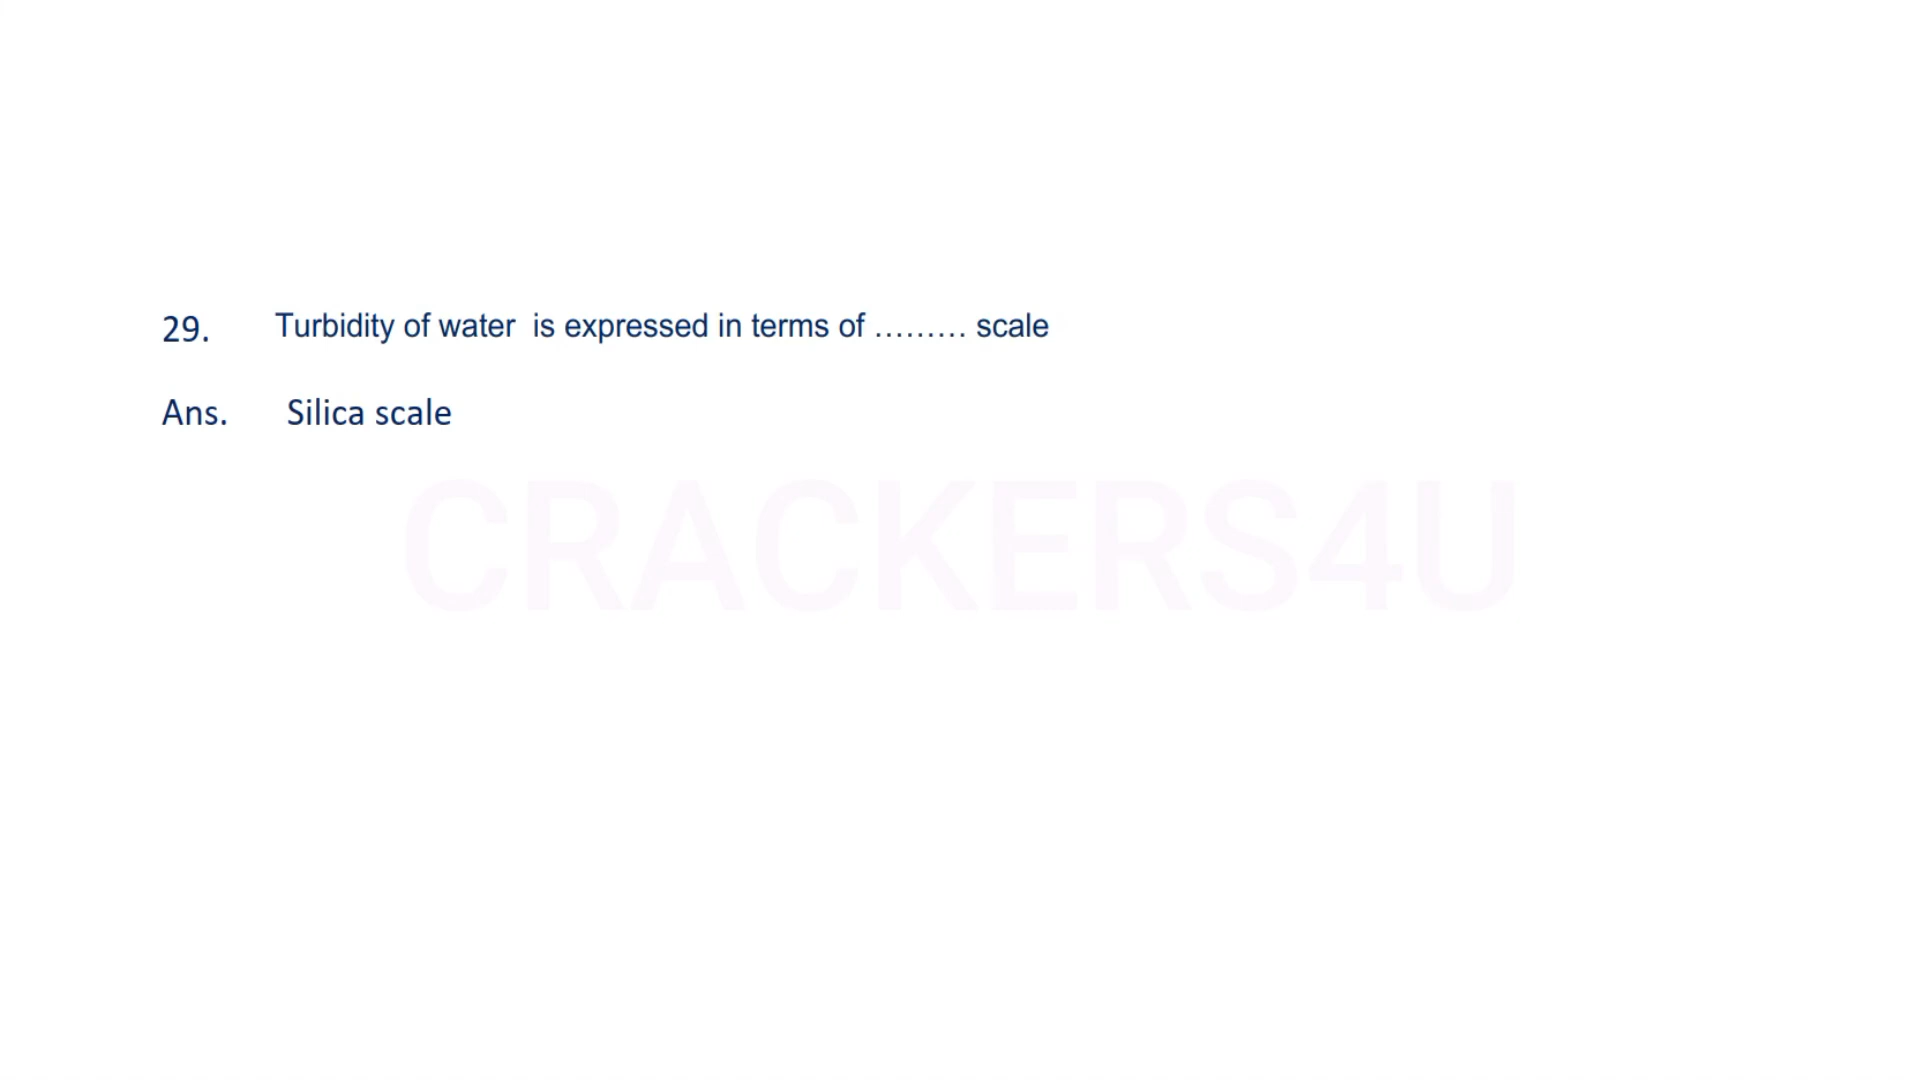 29. Turbidity of water is expressed in terms of ……… scale
Ans. Silica scale
CRACKERS4U